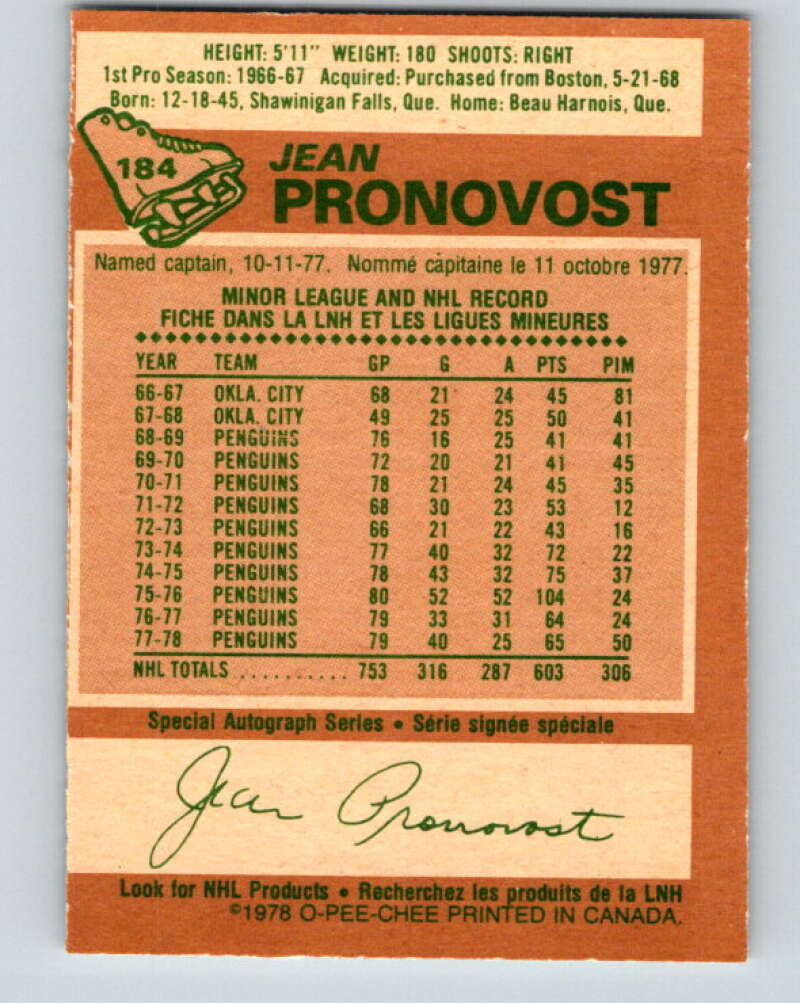 HEIGHT: 5'11" WEIGHT: 180 SHOOTS: RIGHT
1st Pro Season: 1966-67 Acquired: Purchased from Boston, 5-21-68
Born: 12-18-45, Shawinigan Falls, Que. Home: Beau Harnois, Que.
184
JEAN
PRONOVOST
Named captain, 10-11-77. Nommé capitaine le 11 octobre 1977.
MINOR LEAGUE AND NHL RECORD
FICHE DANS LA LNH ET LES LIGUES MINEURES
YEAR TEAM GP G A PTS PIM
66-67 OKLA. CITY 68 21 24 45 81
67-68 OKLA. CITY 49 25 25 50 41
68-69 PENGUINS 76 16 25 41 41
69-70 PENGUINS 72 20 21 41 45
70-71 PENGUINS 78 21 24 45 35
71-72 PENGUINS 68 30 23 53 12
72-73 PENGUINS 66 21 22 43 16
73-74 PENGUINS 77 40 32 72 22
74-75 PENGUINS 78 43 32 75 37
75-76 PENGUINS 80 52 52 104 24
76-77 PENGUINS 79 33 31 64 24
77-78 PENGUINS 79 40 25 65 50
NHL TOTALS .......... 753 316 287 603 306
Special Autograph Series • Série signée spéciale
Jean Pronovost
Look for NHL Products • Recherchez les produits de la LNH
©1978 O-PEE-CHEE PRINTED IN CANADA.